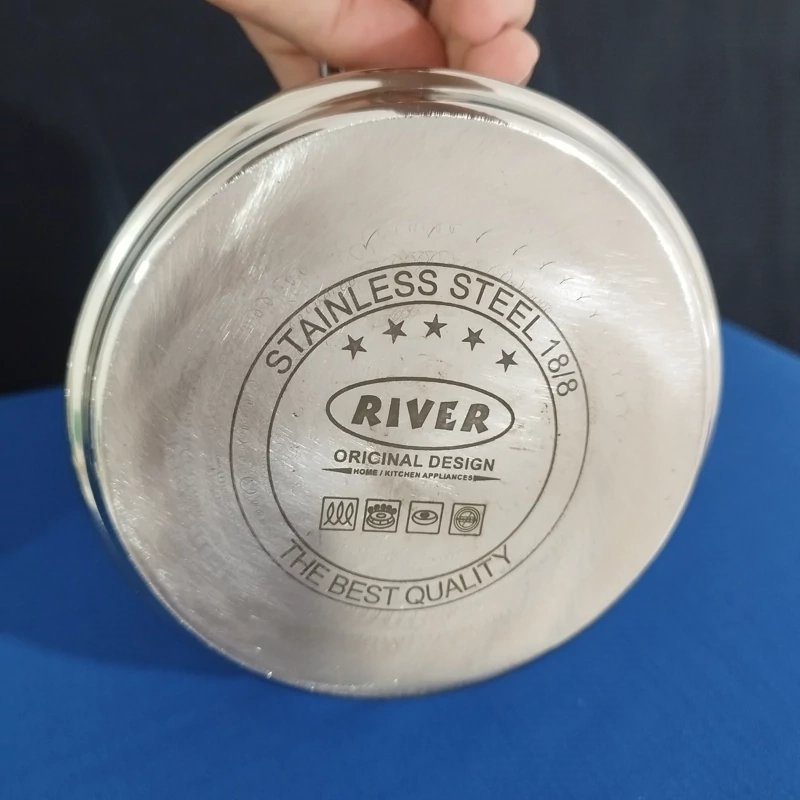 STAINLESS STEEL 18/8
RIVER
ORIGINAL DESIGN
HOME / KITCHEN APPLIANCES
THE BEST QUALITY